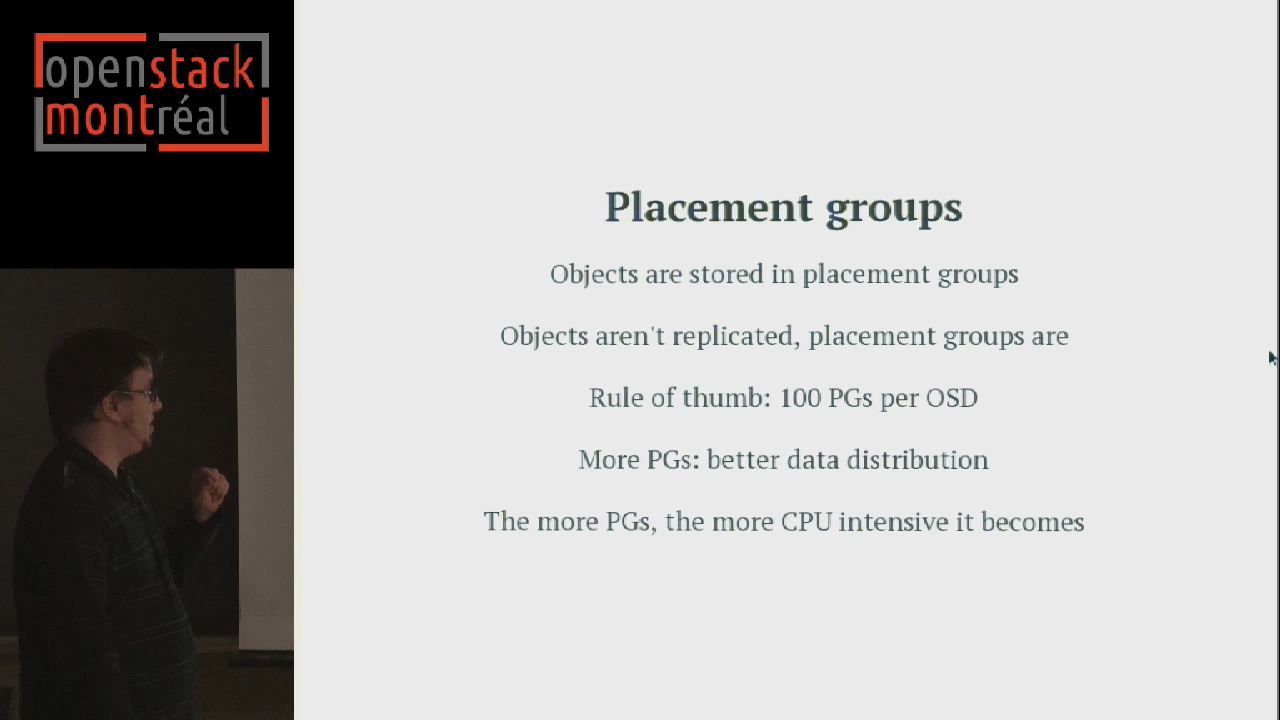 openstack
montréal
Placement groups
Objects are stored in placement groups
Objects aren't replicated, placement groups are
Rule of thumb: 100 PGs per OSD
More PGs: better data distribution
The more PGs, the more CPU intensive it becomes